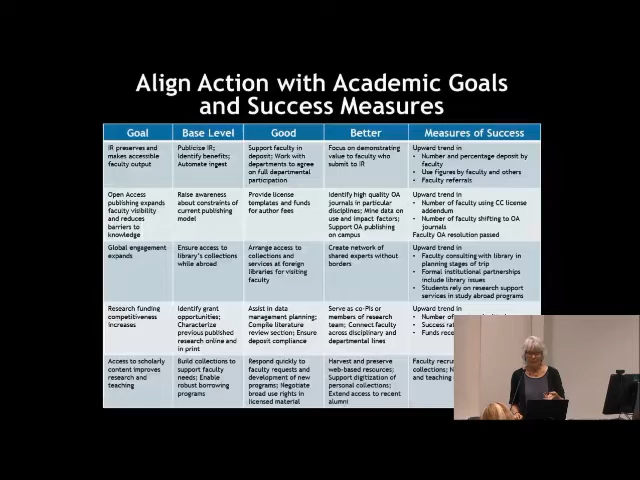 Align Action with Academic Goals
and Success Measures
Goal
Base Level
Good
Better
Measures of Success
IR preserves and
makes accessible
faculty output
Publicize IR;
Identify benefits;
Automate ingest
Support faculty in
deposit; Work with
departments to agree
on full departmental
participation
Focus on demonstrating
value to faculty who
submit to IR
Upward trend in
• Number and percentage deposit by
faculty
• Use figures by faculty and others
• Faculty referrals
Open Access
publishing expands
faculty visibility
and reduces
barriers to
knowledge
Raise awareness
about constraints of
current publishing
model
Provide license
templates and funds
for author fees
Identify high quality OA
journals in particular
disciplines; Mine data on
use and impact factors;
Support OA publishing
on campus
Upward trend in
• Number of faculty using CC license
addendum
• Number of faculty shifting to OA
journals
Faculty OA resolution passed
Global engagement
expands
Ensure access to
library's collections
while abroad
Arrange access to
collections and
services at foreign
libraries for visiting
faculty
Create network of
shared experts without
borders
Upward trend in
• Faculty consulting with library in
planning stages of trip
• Formal institutional partnerships
include library issues
• Students rely on research support
services in study abroad programs
Research funding
competitiveness
increases
Identify grant
opportunities;
Characterize
previous published
research online and
in print
Assist in data
management planning;
Compile literature
review section; Ensure
deposit compliance
Serve as co-PIs or
members of research
team; Connect faculty
across disciplinary and
departmental lines
Upward trend in
• Number of
• Success
• Funds
Access to scholarly
content improves
research and
teaching
Build collections to
support faculty
needs; Enable
robust borrowing
programs
Respond quickly to
faculty requests and
development of new
programs; Negotiate
broad use rights in
licensed material
Harvest and preserve
web-based resources;
Support digitization of
personal collections;
Extend access to recent
alumni
Faculty
collections;
and teaching